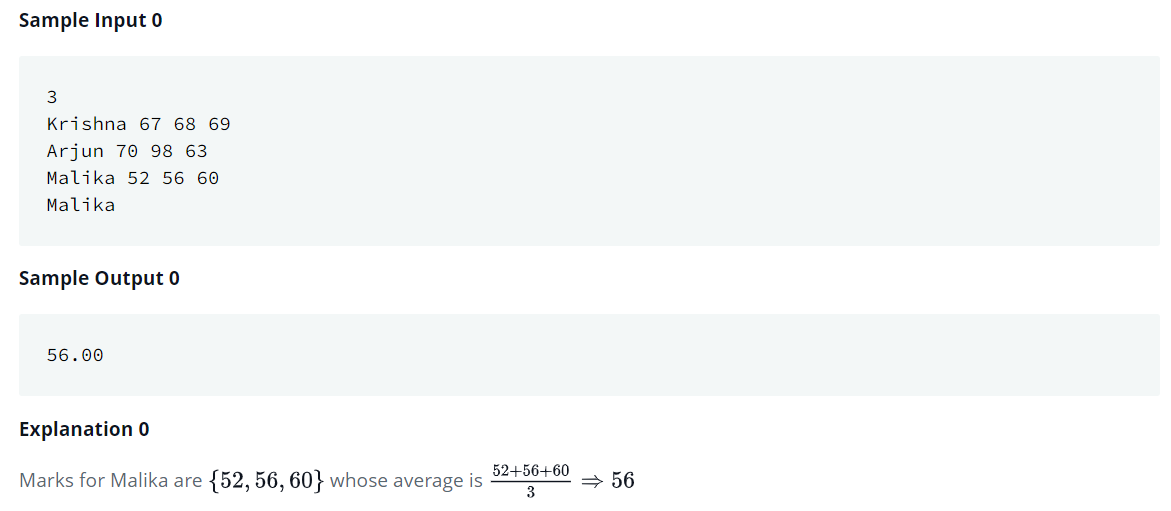 Sample Input 0
3
Krishna 67 68 69
Arjun 70 98 63
Malika 52 56 60
Malika
Sample Output 0
56.00
Explanation 0
Marks for Malika are {52, 56, 60} whose average is 52+56+60/3 ⇒ 56